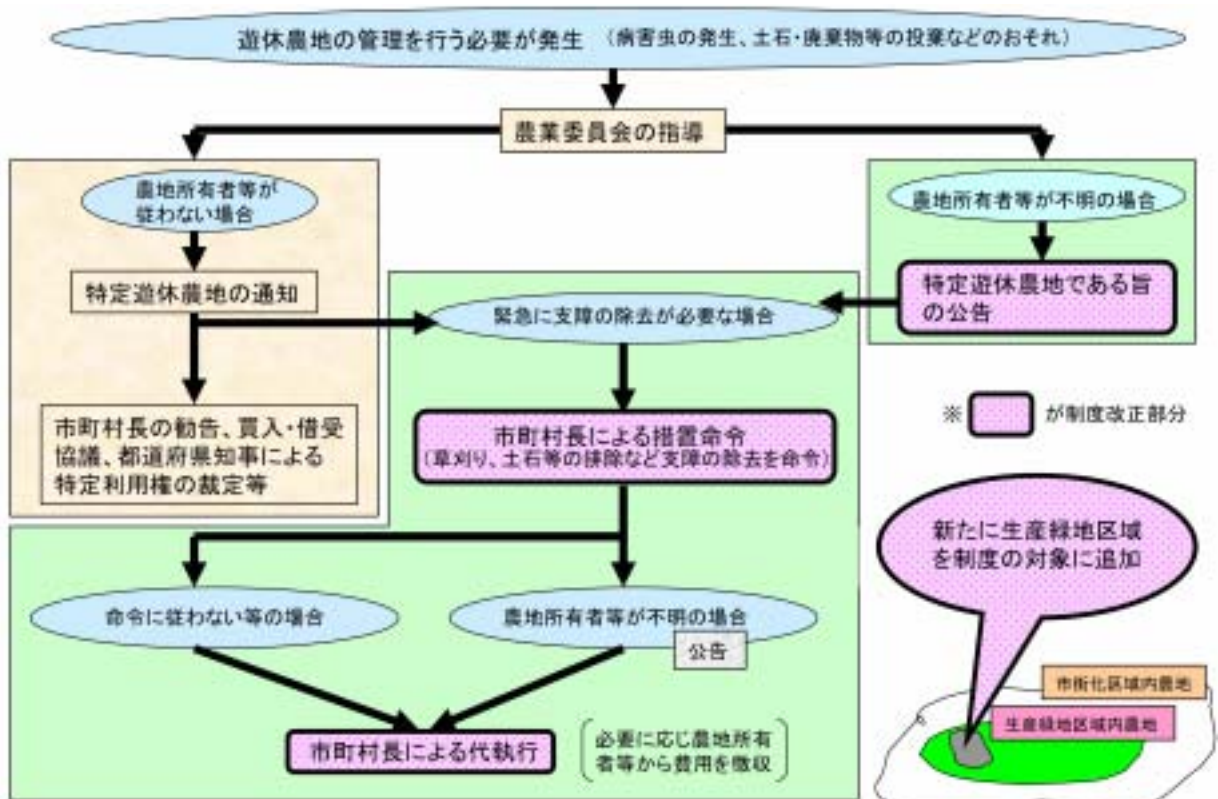 遊休農地の管理を行う必要が発生 (病害虫の発生、土石・廃棄物等の投棄などのおそれ)
農業委員会の指導
農地所有者等が
従わない場合
農地所有者等が不明の場合
特定遊休農地の通知
特定遊休農地である旨
の公告
緊急に支障の除去が必要な場合
市町村長の勧告、買入・借受
協議、都道府県知事による
特定利用権の裁定等
市町村長による措置命令
(草刈り、土石等の排除など支障の除去を命令)
※ が制度改正部分
新たに生産緑地区域
を制度の対象に追加
命令に従わない等の場合
農地所有者等が不明の場合
公告
市町村長による代執行
必要に応じ農地所有
者等から費用を徴収
市街化区域内農地
生産緑地区域内農地